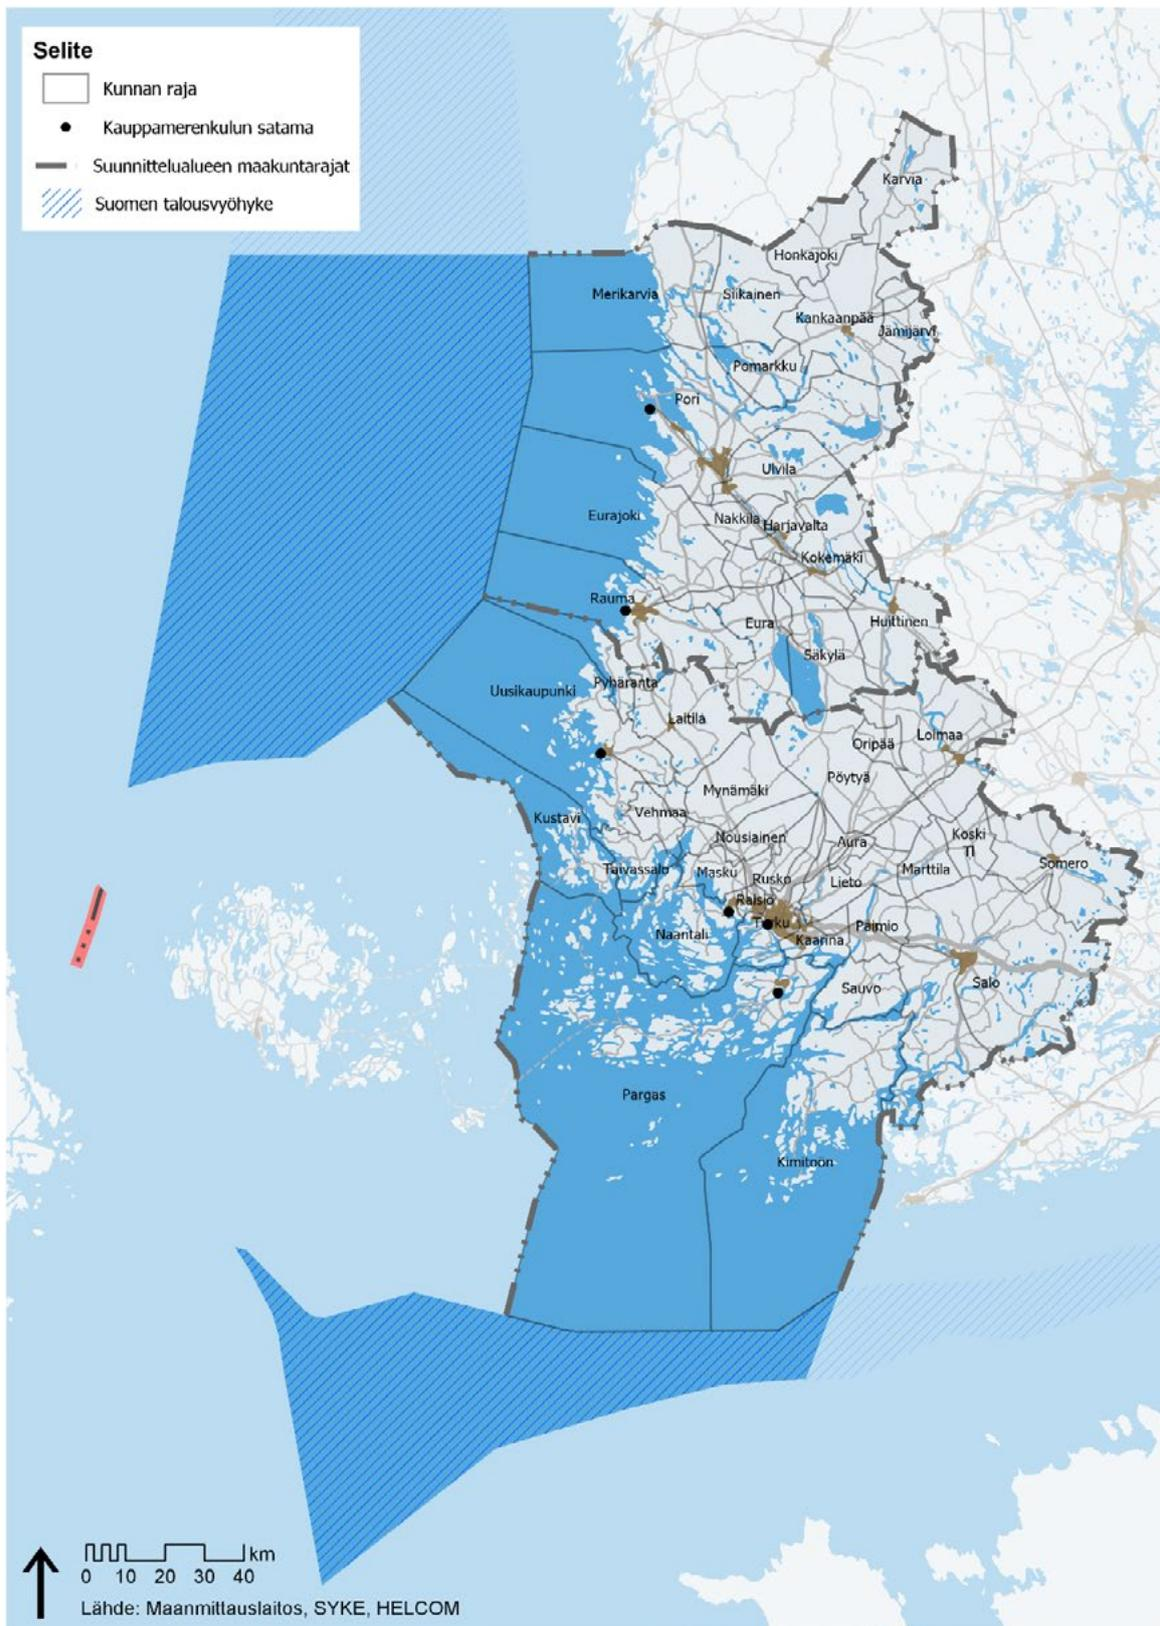 Selite
Kunnan raja
Kauppamerenkulun satama
Suunnittelualueen maakuntarajat
Suomen talousvyöhyke
Karvia
Honkajoki
Merikarvia
Siikainen
Kankaanpää
Jämijärvi
Pomarkku
Pori
Ulvila
Eurajoki
Nakkila
Harjavalta
Kokemäki
Rauma
Eura
Huittinen
Säkylä
Pyhäranta
Uusikaupunki
Laitila
Loimaa
Oripää
Pöytyä
Mynämäki
Vehmaa
Kustavi
Nousiainen
Aura
Koski
Tl
Somero
Taivassalo
Masku
Rusko
Lieto
Marttila
Raisio
Turku
Paimio
Naantali
Kaarina
Sauvo
Salo
Pargas
Kimitoön
km
0 10 20 30 40
Lähde: Maanmittauslaitos, SYKE, HELCOM